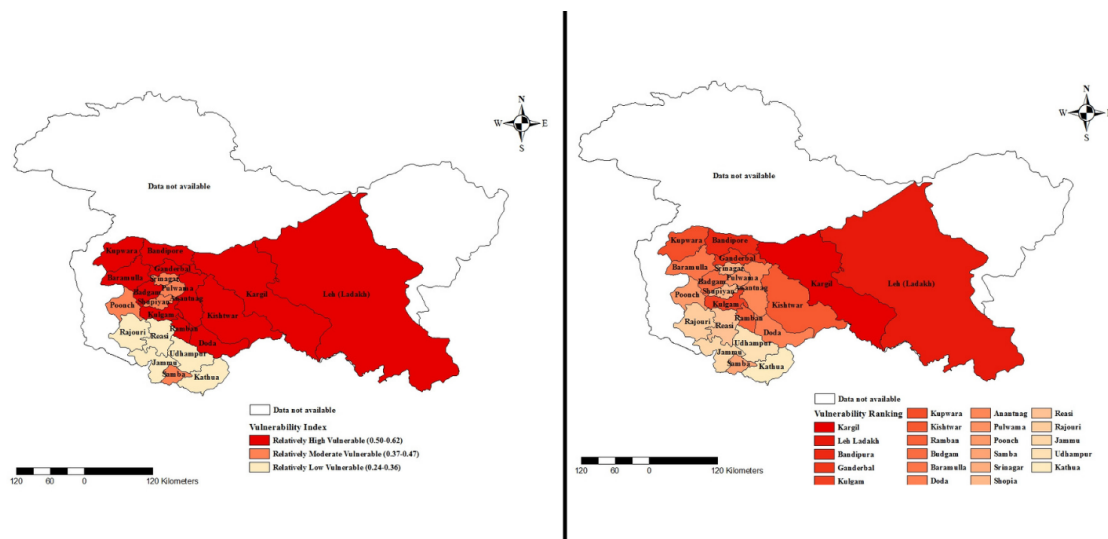 N
W E
S
Data not available
Kupwara
Bandipore
Ganderbal
Baramulla
Srinagar
Badgam
Pulwama
Shupiyan
Anantnag
Poonch
Kulgam
Kargil
Leh (Ladakh)
Kishtwar
Rajouri
Reasi
Ramban
Doda
Udhampur
Jammu
Samba
Kathua
Data not available
Vulnerability Index
Relatively High Vulnerable (0.50-0.62)
Relatively Moderate Vulnerable (0.37-0.47)
Relatively Low Vulnerable (0.24-0.36)
120 60 0 120 Kilometers
N
W E
S
Data not available
Kupwara
Bandipore
Ganderbal
Baramulla
Srinagar
Badgam
Pulwama
Shupiyan
Anantnag
Poonch
Kulgam
Kargil
Leh (Ladakh)
Kishtwar
Rajouri
Reasi
Ramban
Doda
Udhampur
Jammu
Samba
Kathua
Data not available
Vulnerability Ranking
Kargil
Leh Ladakh
Bandipura
Ganderbal
Kulgam
Kupwara
Kishtwar
Ramban
Budgam
Baramulla
Doda
Anantnag
Pulwama
Poonch
Samba
Srinagar
Shopia
Reasi
Rajouri
Jammu
Udhampur
Kathua
120 60 0 120 Kilometers